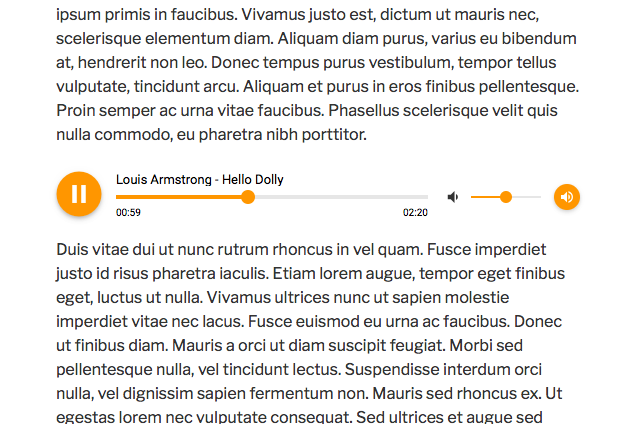 ipsum primis in faucibus. Vivamus justo est, dictum ut mauris nec,
scelerisque elementum diam. Aliquam diam purus, varius eu bibendum
at, hendrerit non leo. Donec tempus purus vestibulum, tempor tellus
vulputate, tincidunt arcu. Aliquam et purus in eros finibus pellentesque.
Proin semper ac urna vitae faucibus. Phasellus scelerisque velit quis
nulla commodo, eu pharetra nibh porttitor.
Louis Armstrong - Hello Dolly
00:59 02:20
Duis vitae dui ut nunc rutrum rhoncus in vel quam. Fusce imperdiet
justo id risus pharetra iaculis. Etiam lorem augue, tempor eget finibus
eget, luctus ut nulla. Vivamus ultrices nunc ut sapien molestie
imperdiet vitae nec lacus. Fusce euismod eu urna ac faucibus. Donec
ut finibus diam. Mauris a orci ut diam suscipit feugiat. Morbi sed
pellentesque nulla, vel tincidunt lectus. Suspendisse interdum orci
nulla, vel dignissim sapien fermentum non. Mauris sed rhoncus ex. Ut
egestas lorem nec vulputate consequat. Sed ultrices et augue sed